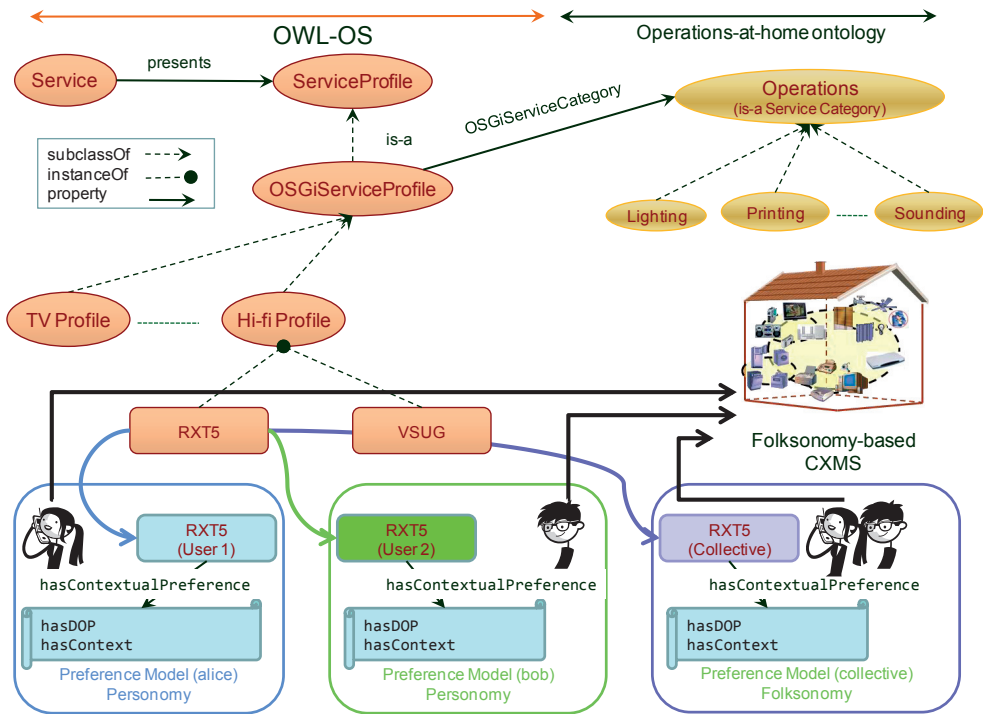 OWL-OS
Operations-at-home ontology
Service
presents
ServiceProfile
OSGiServiceCategory
Operations
(is-a Service Category)
is-a
subclassOf
instanceOf
property
OSGiServiceProfile
Lighting
Printing
Sounding
TV Profile
Hi-fi Profile
RXT5
VSUG
Folksonomy-based
CXMS
RXT5
(User 1)
RXT5
(User 2)
RXT5
(Collective)
hasContextualPreference
hasContextualPreference
hasContextualPreference
hasDOP
hasContext
hasDOP
hasContext
hasDOP
hasContext
Preference Model (alice)
Personomy
Preference Model (bob)
Personomy
Preference Model (collective)
Folksonomy